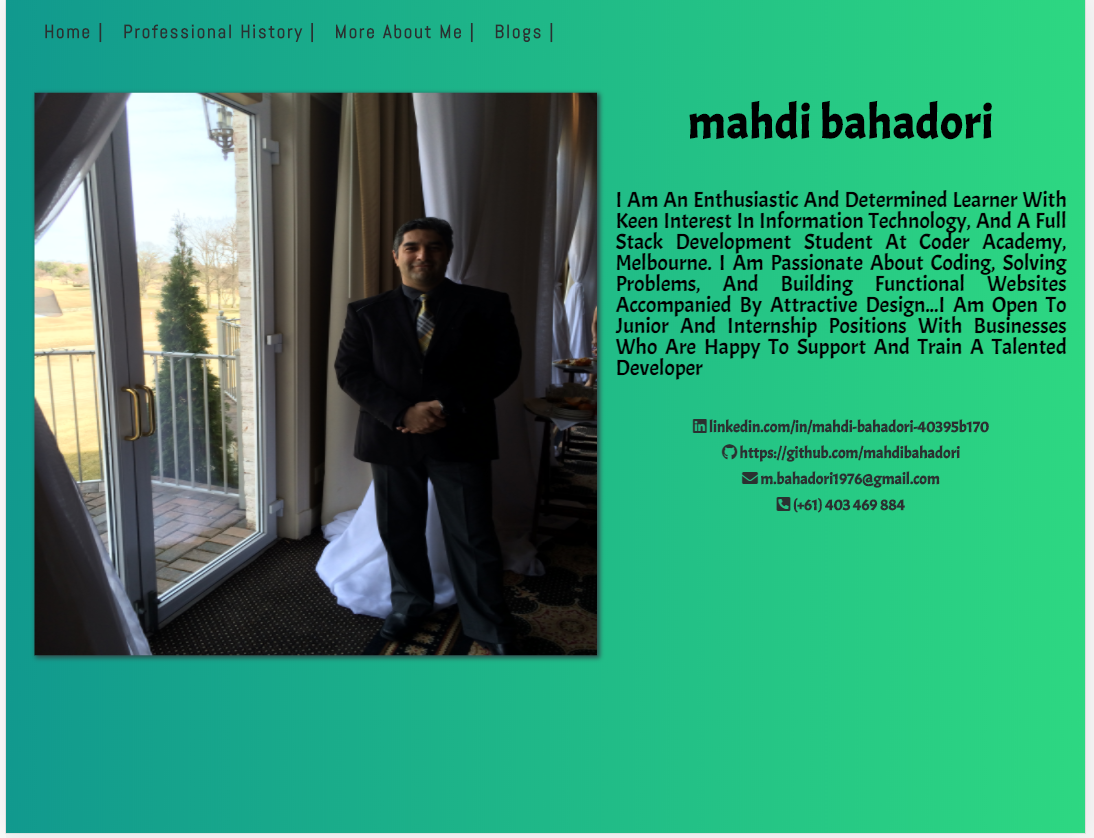 Home | Professional History | More About Me | Blogs |
mahdi bahadori
I Am An Enthusiastic And Determined Learner With
Keen Interest In Information Technology, And A Full
Stack Development Student At Coder Academy,
Melbourne. I Am Passionate About Coding, Solving
Problems, And Building Functional Websites
Accompanied By Attractive Design...I Am Open To
Junior And Internship Positions With Businesses
Who Are Happy To Support And Train A Talented
Developer
linkedin.com/in/mahdi-bahadori-40395b170
https://github.com/mahdibahadori
m.bahadori1976@gmail.com
(+61) 403 469 884